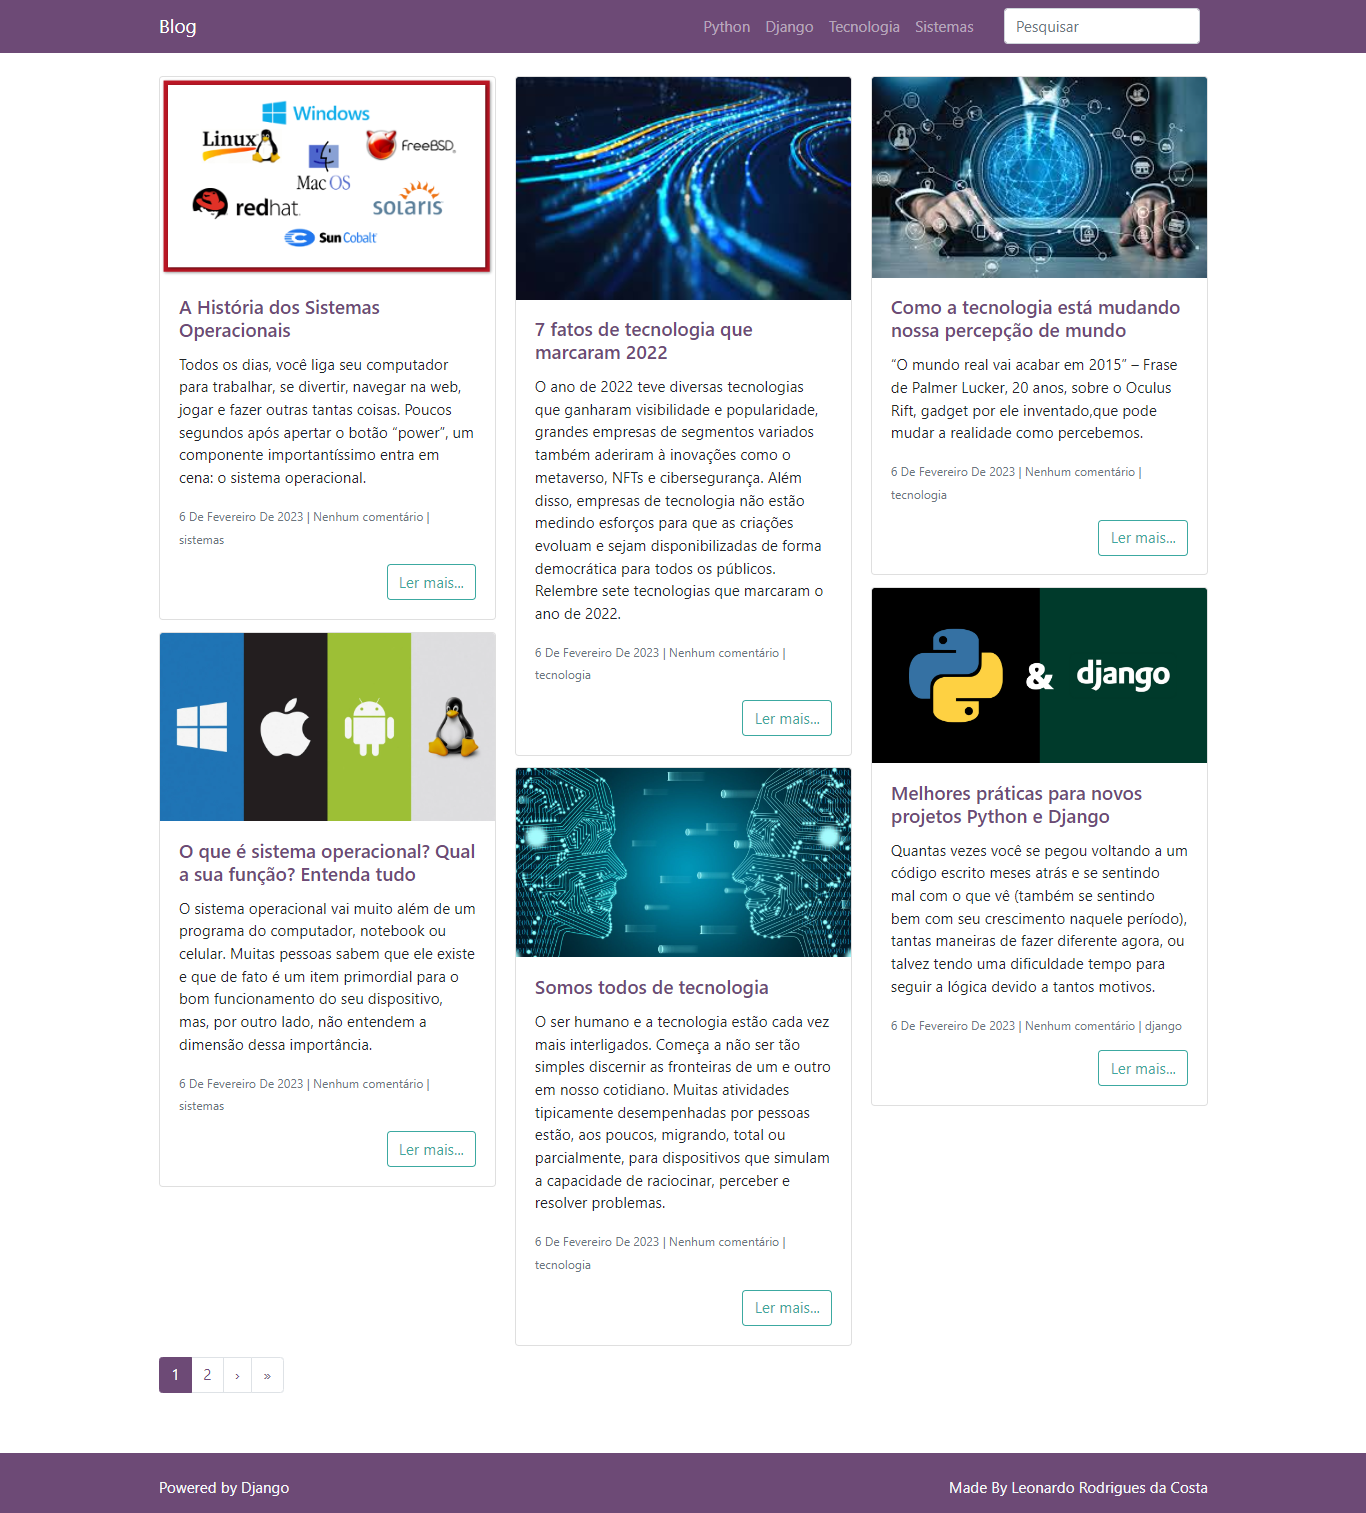 Blog
Python
Django
Tecnologia
Sistemas
Pesquisar
Windows
Linux
FreeBSD
Mac OS
redhat
solaris
Sun Cobalt
A História dos Sistemas
Operacionais
Todos os dias, você liga seu computador
para trabalhar, se divertir, navegar na web,
jogar e fazer outras tantas coisas. Poucos
segundos após apertar o botão “power”, um
componente importantíssimo entra em
cena: o sistema operacional.
6 De Fevereiro De 2023 | Nenhum comentário |
sistemas
Ler mais...
O que é sistema operacional? Qual
a sua função? Entenda tudo
O sistema operacional vai muito além de um
programa do computador, notebook ou
celular. Muitas pessoas sabem que ele existe
e que de fato é um item primordial para o
bom funcionamento do seu dispositivo,
mas, por outro lado, não entendem a
dimensão dessa importância.
6 De Fevereiro De 2023 | Nenhum comentário |
sistemas
Ler mais...
7 fatos de tecnologia que
marcaram 2022
O ano de 2022 teve diversas tecnologias
que ganharam visibilidade e popularidade,
grandes empresas de segmentos variados
também aderiram à inovações como o
metaverso, NFTs e cibersegurança. Além
disso, empresas de tecnologia não estão
medindo esforços para que as criações
evoluam e sejam disponibilizadas de forma
democrática para todos os públicos.
Relembre sete tecnologias que marcaram o
ano de 2022.
6 De Fevereiro De 2023 | Nenhum comentário |
tecnologia
Ler mais...
Somos todos de tecnologia
O ser humano e a tecnologia estão cada vez
mais interligados. Começa a não ser tão
simples discernir as fronteiras de um e outro
em nosso cotidiano. Muitas atividades
tipicamente desempenhadas por pessoas
estão, aos poucos, migrando, total ou
parcialmente, para dispositivos que simulam
a capacidade de raciocinar, perceber e
resolver problemas.
6 De Fevereiro De 2023 | Nenhum comentário |
tecnologia
Ler mais...
Como a tecnologia está mudando
nossa percepção de mundo
“O mundo real vai acabar em 2015” – Frase
de Palmer Lucker, 20 anos, sobre o Oculus
Rift, gadget por ele inventado,que pode
mudar a realidade como percebemos.
6 De Fevereiro De 2023 | Nenhum comentário |
tecnologia
Ler mais...
& django
Melhores práticas para novos
projetos Python e Django
Quantas vezes você se pegou voltando a um
código escrito meses atrás e se sentindo
mal com o que vê (também se sentindo
bem com seu crescimento naquele período),
tantas maneiras de fazer diferente agora, ou
talvez tendo uma dificuldade tempo para
seguir a lógica devido a tantos motivos.
6 De Fevereiro De 2023 | Nenhum comentário | django
Ler mais...
1 2 › »
Powered by Django
Made By Leonardo Rodrigues da Costa